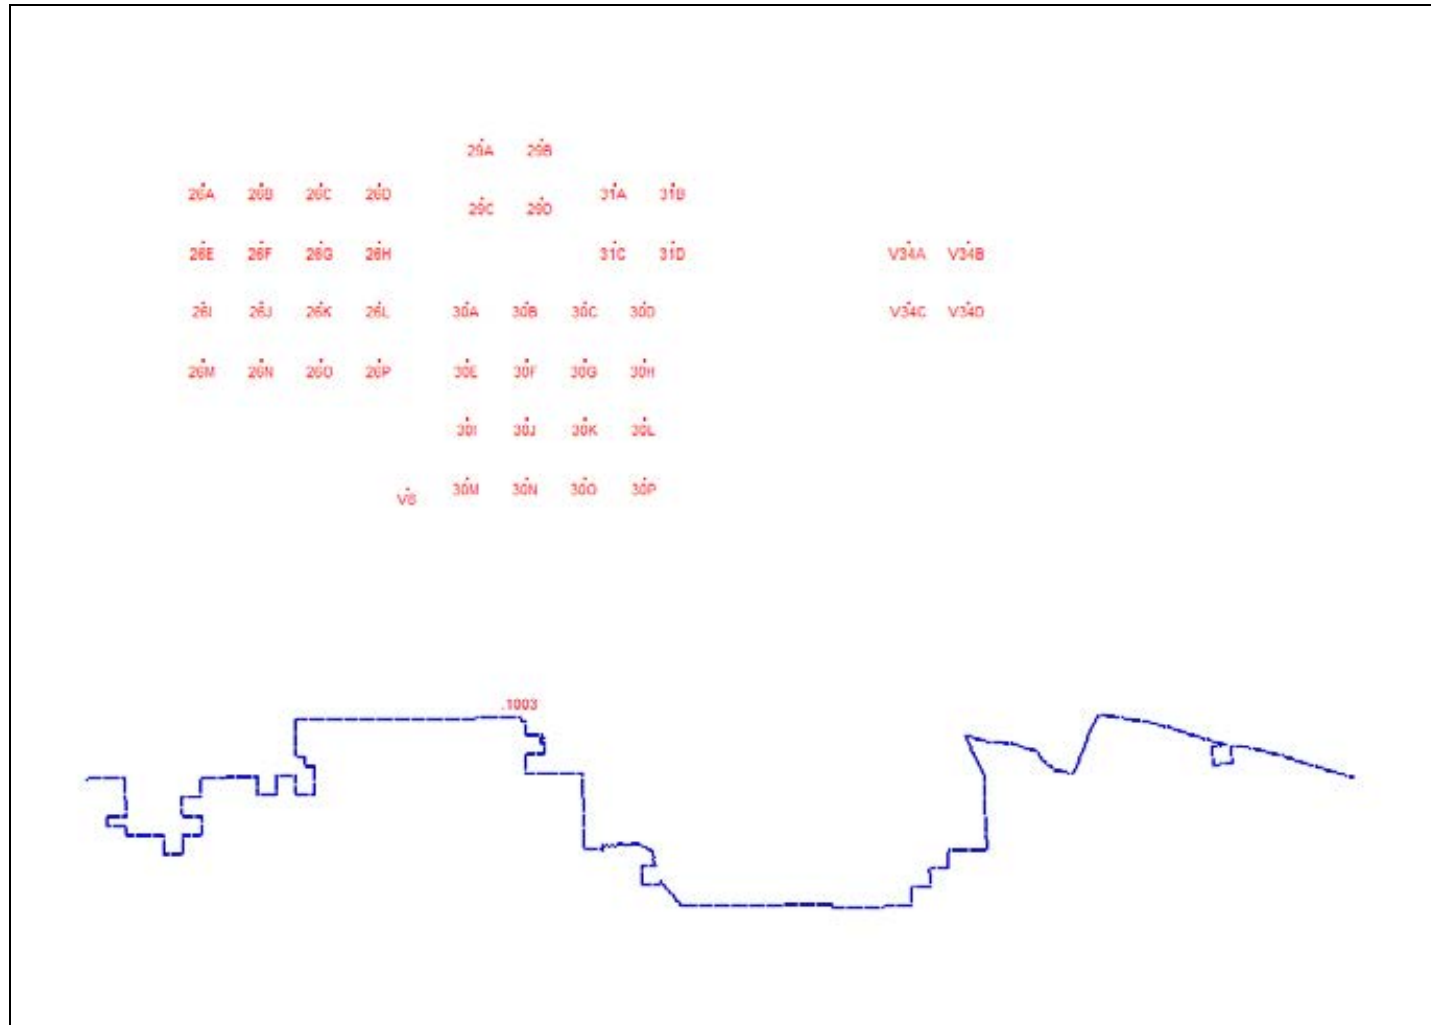 29A 29B
26A 26B 26C 26D 31A 31B
29C 29D
26E 26F 26G 26H 31C 31D V34A V34B
26I 26J 26K 26L 30A 30B 30C 30D V34C V34D
26M 26N 26O 26P 30E 30F 30G 30H
30I 30J 30K 30L
30M 30N 30O 30P
V6
.1003